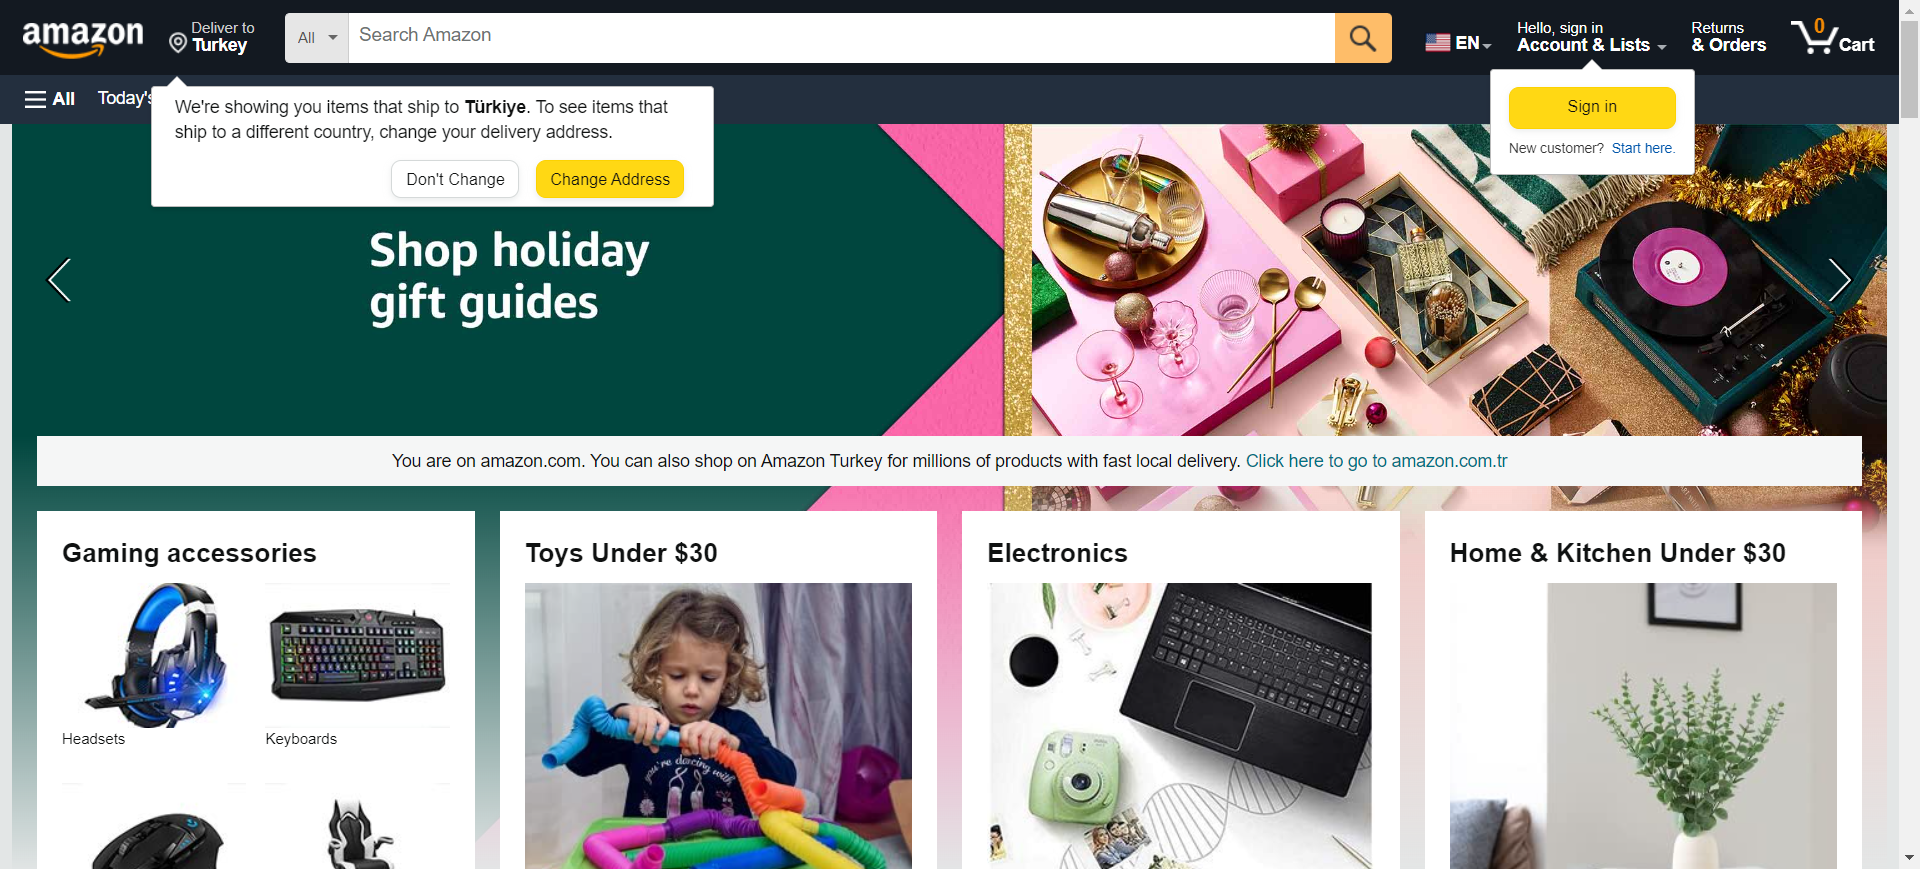 amazon
Deliver to
Turkey
All
Search Amazon
EN
Hello, sign in
Account & Lists
Returns
& Orders
0
Cart
All
Today's
We're showing you items that ship to Türkiye. To see items that
ship to a different country, change your delivery address.
Don't Change
Change Address
Sign in
New customer? Start here.
Shop holiday
gift guides
You are on amazon.com. You can also shop on Amazon Turkey for millions of products with fast local delivery. Click here to go to amazon.com.tr
Gaming accessories
Headsets
Keyboards
Toys Under $30
you're dancing with
Electronics
Home & Kitchen Under $30